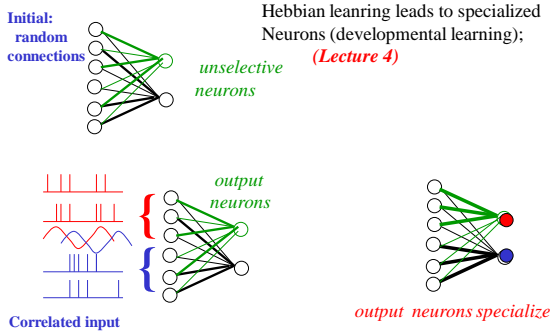 Initial:
random
connections
Hebbian leanring leads to specialized
Neurons (developmental learning);
(Lecture 4)
unselective
neurons
output
neurons
Correlated input
output neurons specialize